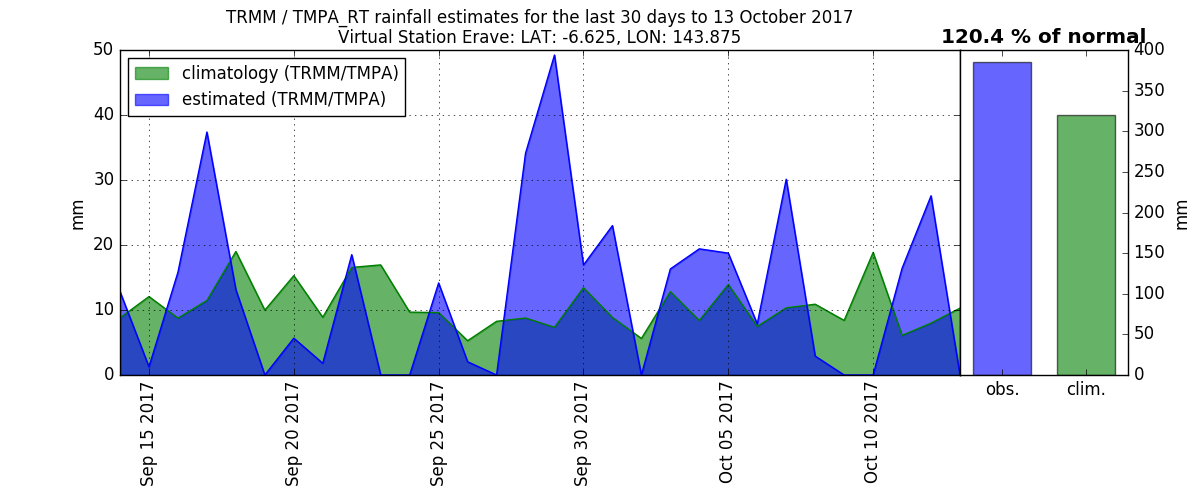 TRMM / TMPA_RT rainfall estimates for the last 30 days to 13 October 2017
Virtual Station Erave: LAT: -6.625, LON: 143.875
120.4 % of normal
climatology (TRMM/TMPA)
estimated (TRMM/TMPA)
mm
50
40
30
20
10
0
Sep 15 2017
Sep 20 2017
Sep 25 2017
Sep 30 2017
Oct 05 2017
Oct 10 2017
obs.
clim.
400
350
300
250
200
150
100
50
0
mm